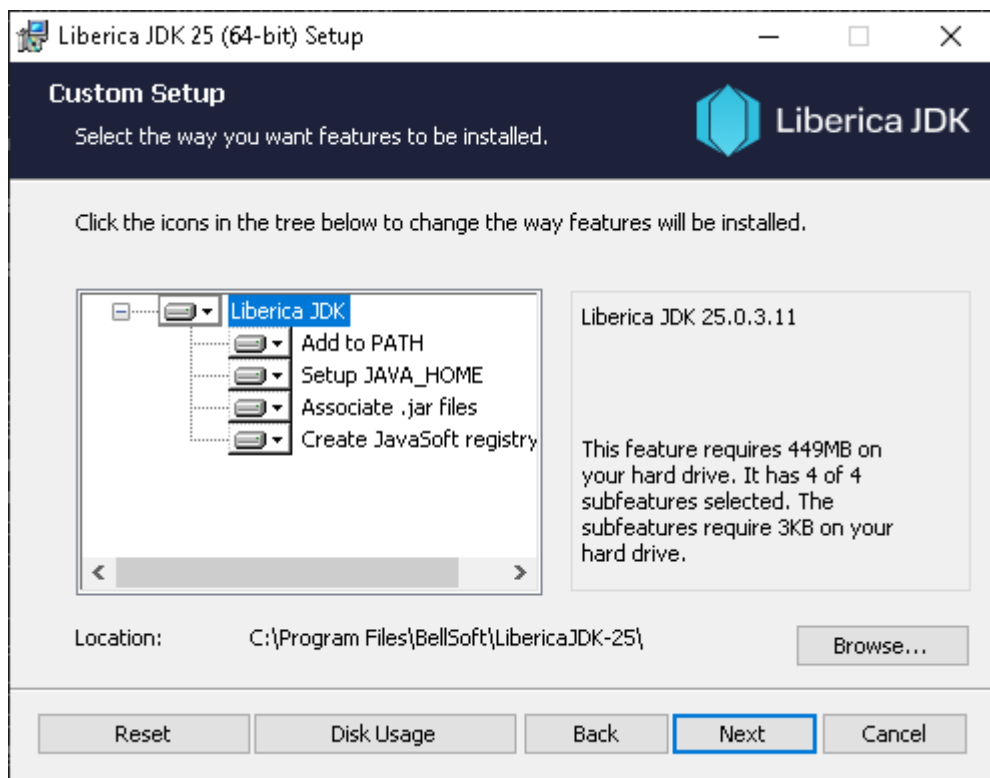 Liberica JDK 25 (64-bit) Setup
Custom Setup
Select the way you want features to be installed.
Liberica JDK
Click the icons in the tree below to change the way features will be installed.
Liberica JDK
Add to PATH
Setup JAVA_HOME
Associate .jar files
Create JavaSoft registry
Liberica JDK 25.0.3.11
This feature requires 449MB on
your hard drive. It has 4 of 4
subfeatures selected. The
subfeatures require 3KB on your
hard drive.
Location: C:\Program Files\BellSoft\LibericaJDK-25\
Browse...
Reset Disk Usage Back Next Cancel